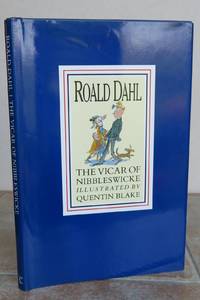 ROALD DAHL : THE VICAR OF NIBBLESWICKE
ROALD DAHL
THE VICAR OF
NIBBLESWICKE
ILLUSTRATED BY
QUENTIN BLAKE